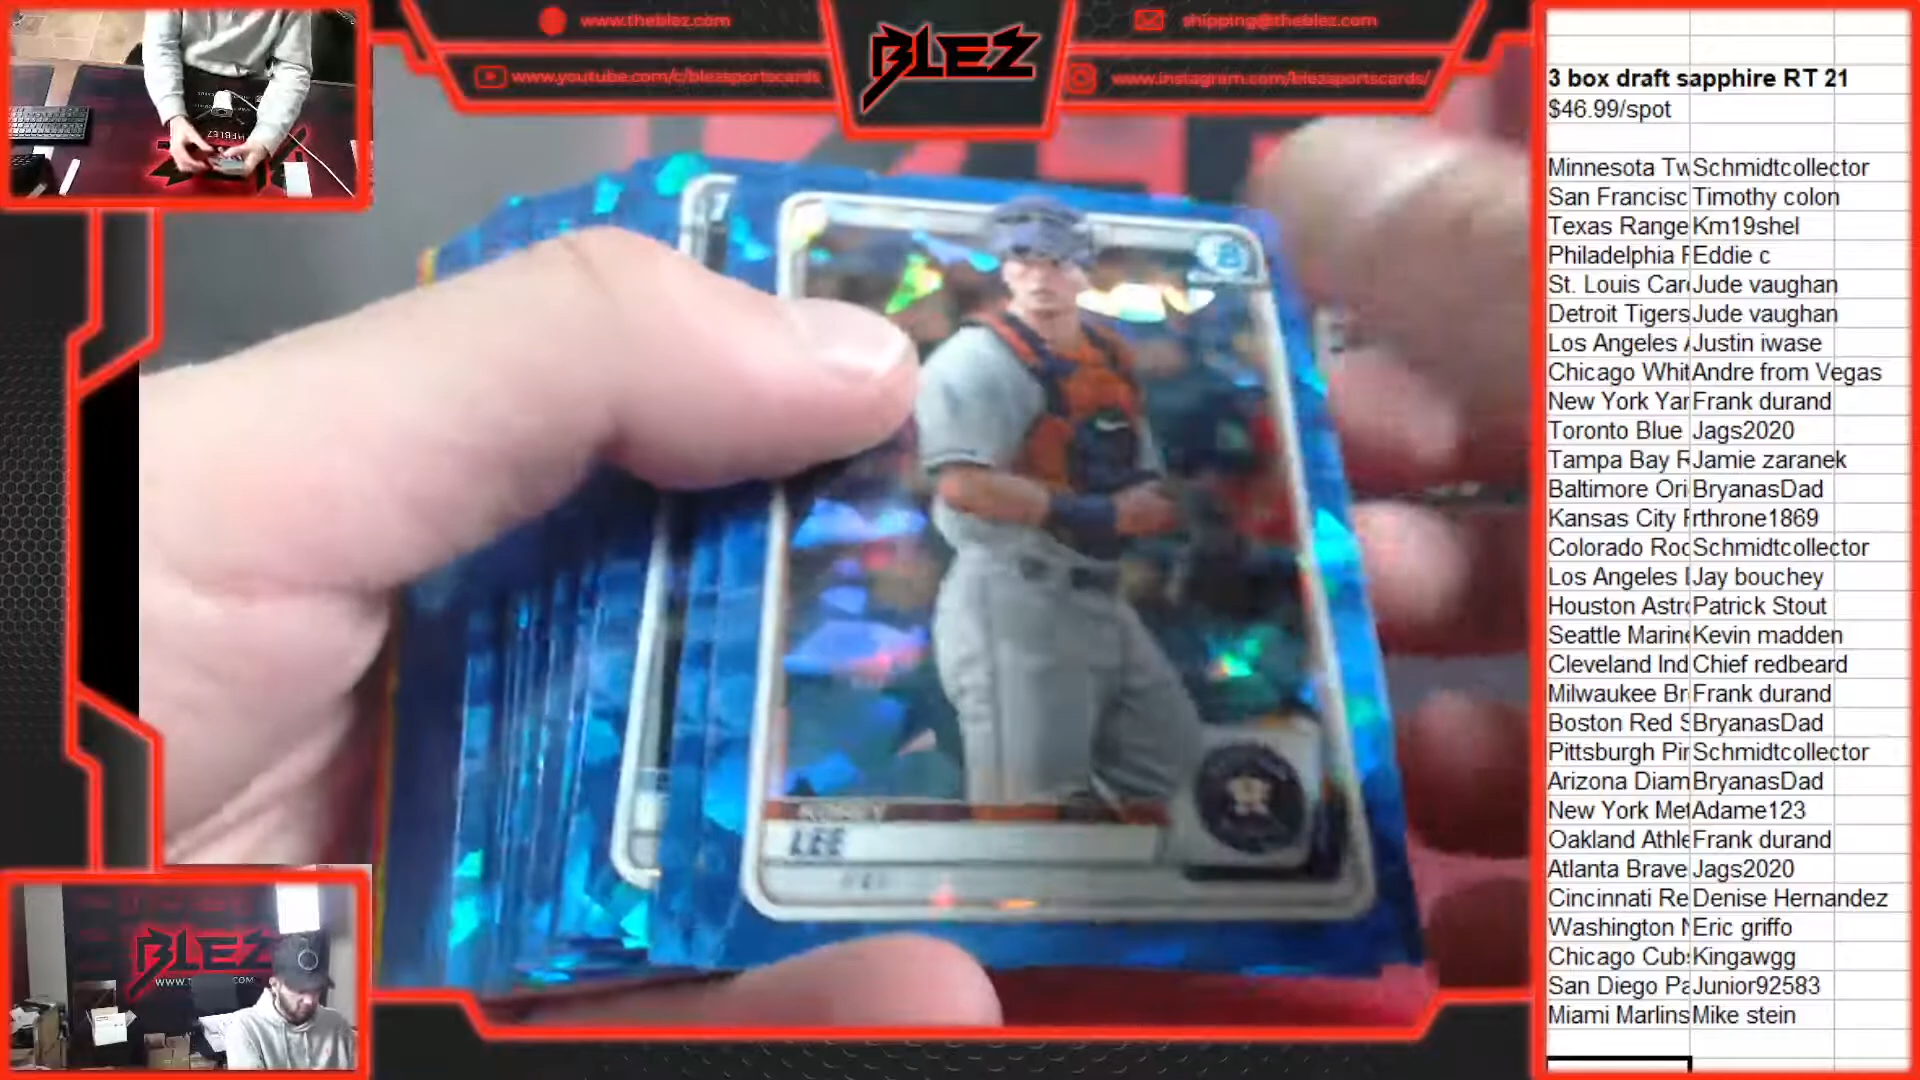 www.theblez.com
BLEZ
shipping@theblez.com
www.youtube.com/c/blezsportscards
www.instagram.com/blezsportscards/
LEE
BLEZ
3 box draft sapphire RT 21
$46.99/spot
Minnesota Tw Schmidtcollector
San Francisc Timothy colon
Texas Range Km19shel
Philadelphia F Eddie c
St. Louis Car Jude vaughan
Detroit Tigers Jude vaughan
Los Angeles A Justin iwase
Chicago Whit Andre from Vegas
New York Yan Frank durand
Toronto Blue Jags2020
Tampa Bay R Jamie zaranek
Baltimore Ori BryanasDad
Kansas City R rthrone1869
Colorado Roc Schmidtcollector
Los Angeles D Jay bouchey
Houston Astr Patrick Stout
Seattle Marine Kevin madden
Cleveland Ind Chief redbeard
Milwaukee Br Frank durand
Boston Red S BryanasDad
Pittsburgh Pir Schmidtcollector
Arizona Diam BryanasDad
New York Met Adame123
Oakland Athle Frank durand
Atlanta Brave Jags2020
Cincinnati Re Denise Hernandez
Washington N Eric griffo
Chicago Cubs Kingawgg
San Diego Pa Junior92583
Miami Marlins Mike stein